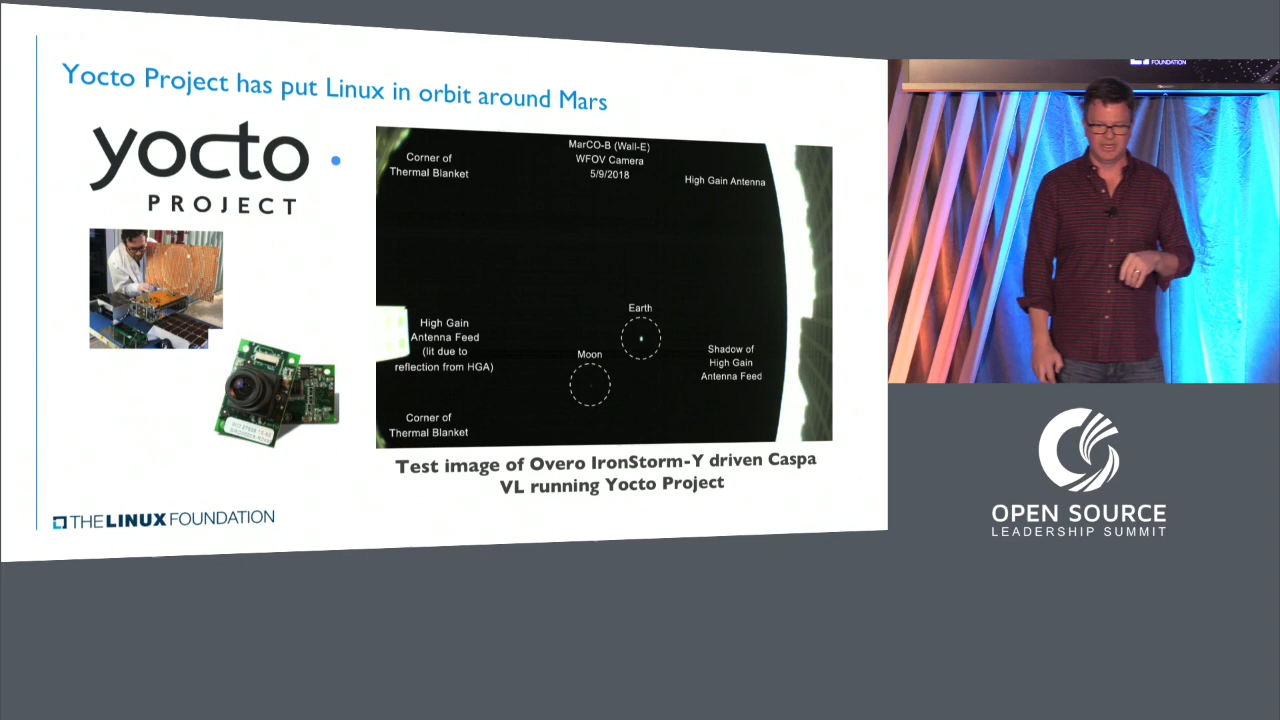 Yocto Project has put Linux in orbit around Mars
yocto
PROJECT
Corner of
Thermal Blanket
MarCO-B (Wall-E)
WFOV Camera
5/9/2018
High Gain Antenna
Earth
High Gain
Antenna Feed
(lit due to
reflection from HGA)
Moon
Shadow of
High Gain
Antenna Feed
Corner of
Thermal Blanket
Test image of Overo IronStorm-Y driven Caspa
VL running Yocto Project
THE LINUX FOUNDATION
FOUNDATION
OPEN SOURCE
LEADERSHIP SUMMIT